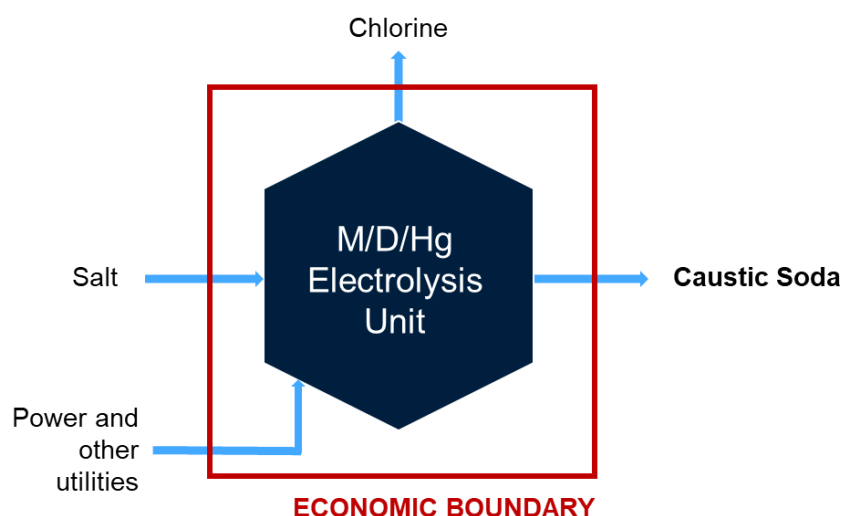 Chlorine
M/D/Hg
Electrolysis
Unit
Salt
Caustic Soda
Power and
other
utilities
ECONOMIC BOUNDARY